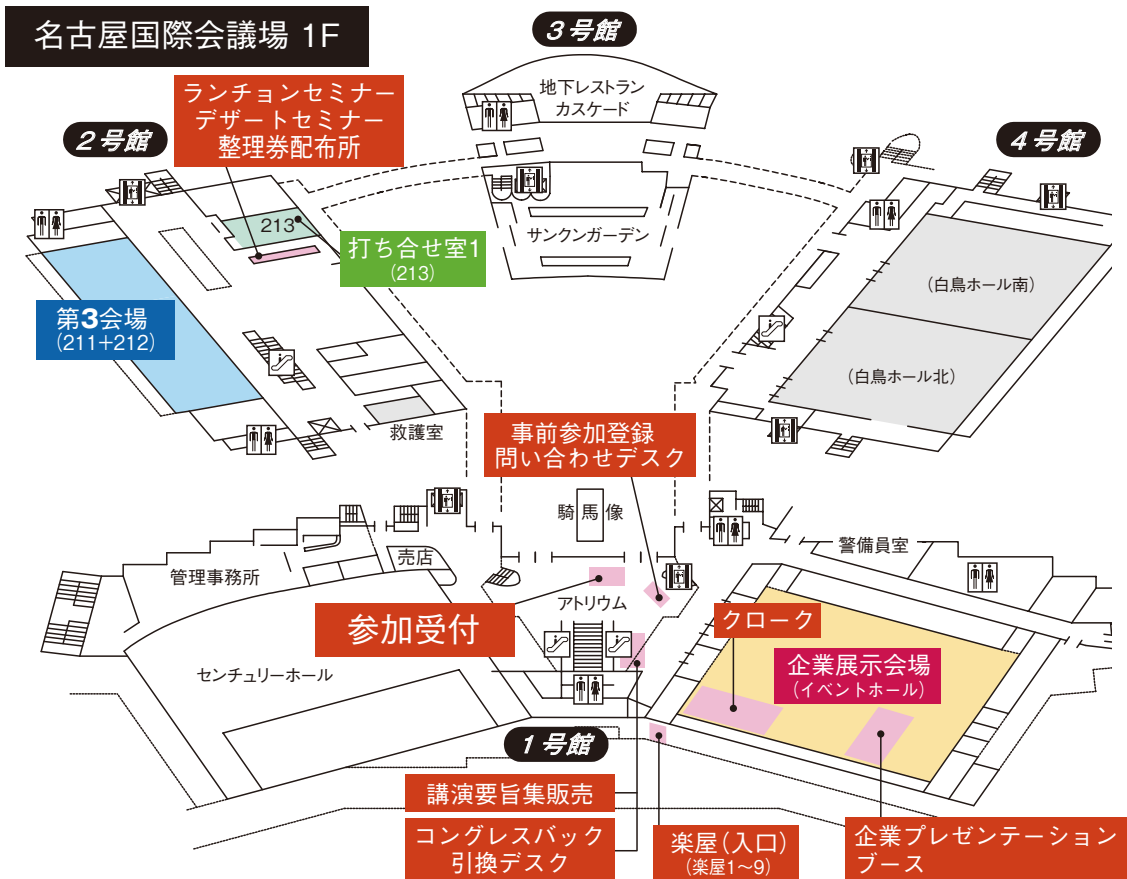 名古屋国際会議場 1F
3号館
地下レストラン
カスケード
ランチョンセミナー
デザートセミナー
整理券配布所
2号館
4号館
213
サンクンガーデン
打ち合せ室1
(213)
(白鳥ホール南)
第3会場
(211+212)
(白鳥ホール北)
救護室
事前参加登録
問い合わせデスク
騎馬像
売店
警備員室
管理事務所
アトリウム
参加受付
クローク
センチュリーホール
企業展示会場
(イベントホール)
1号館
講演要旨集販売
コングレスバック
引換デスク
楽屋(入口)
(楽屋1〜9)
企業プレゼンテーション
ブース